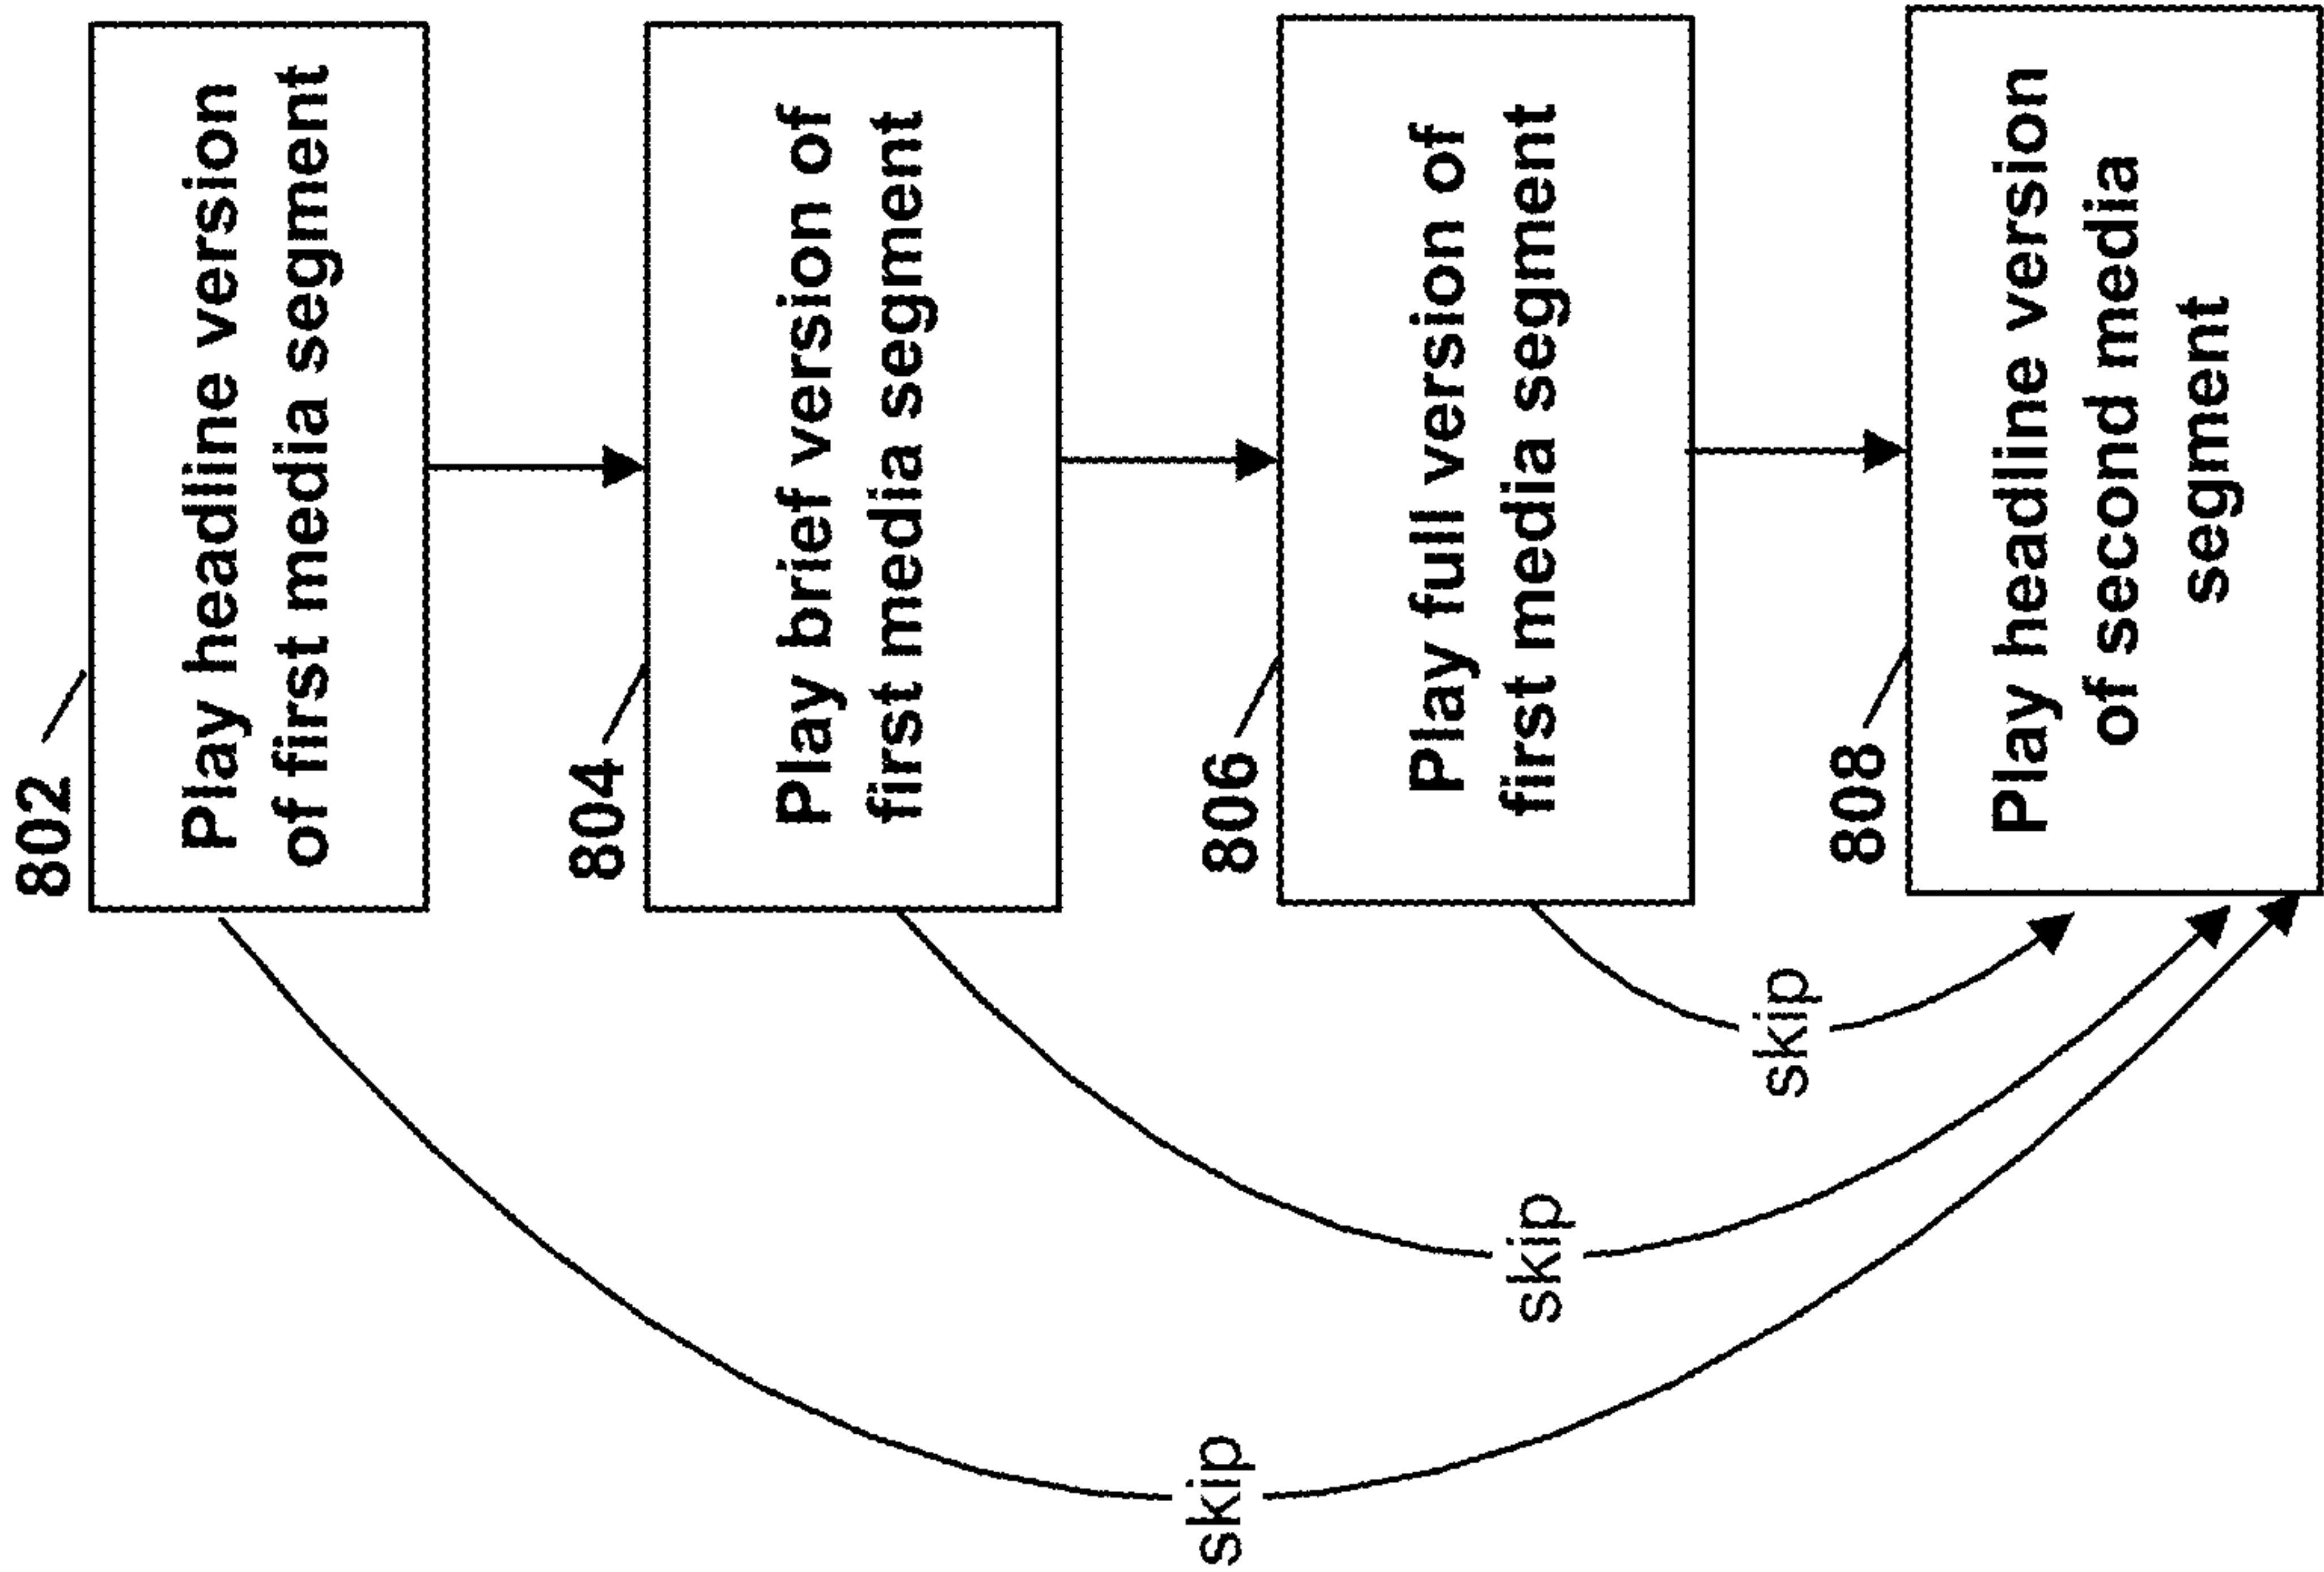 802
Play headline version
of first media segment
804
Play brief version of
first media segment
806
Play full version of
first media segment
808
Play headline version
of second media
segment
skip
skip
skip